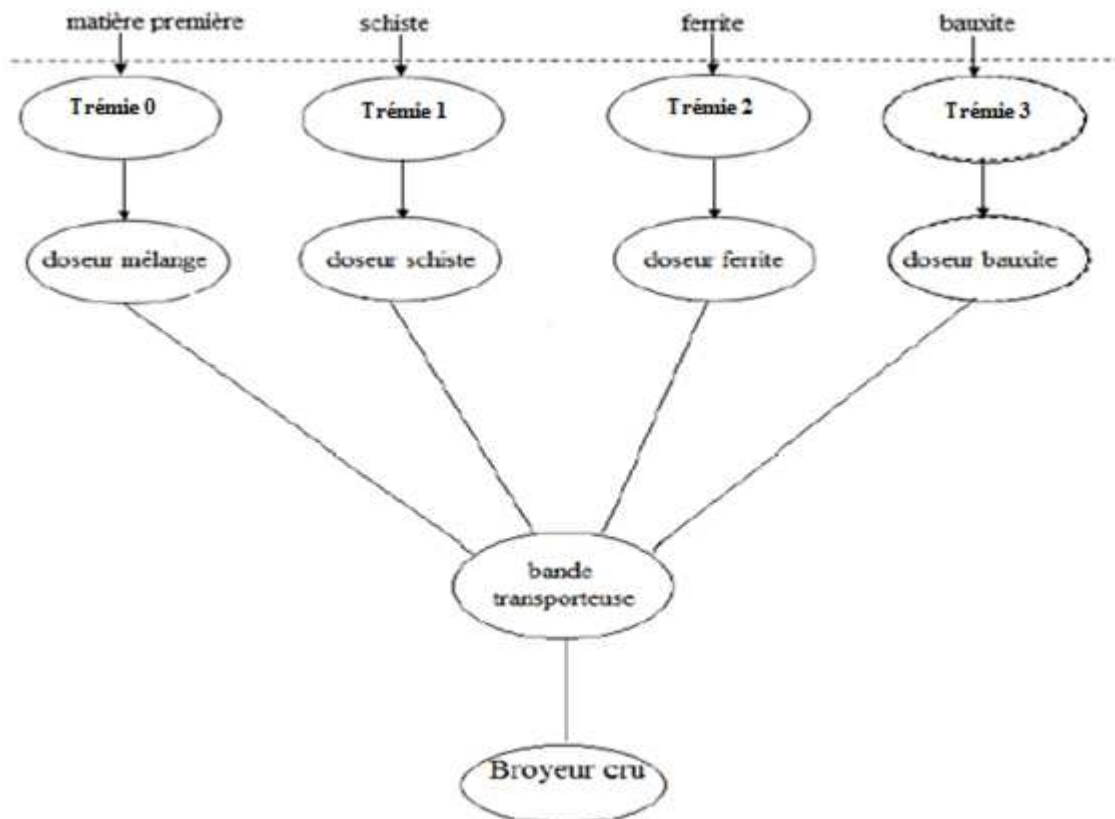 matière première
schiste
ferrite
bauxite
Trémie 0
Trémie 1
Trémie 2
Trémie 3
doseur mélange
doseur schiste
doseur ferrite
doseur bauxite
bande
transporteuse
Broyeur cru